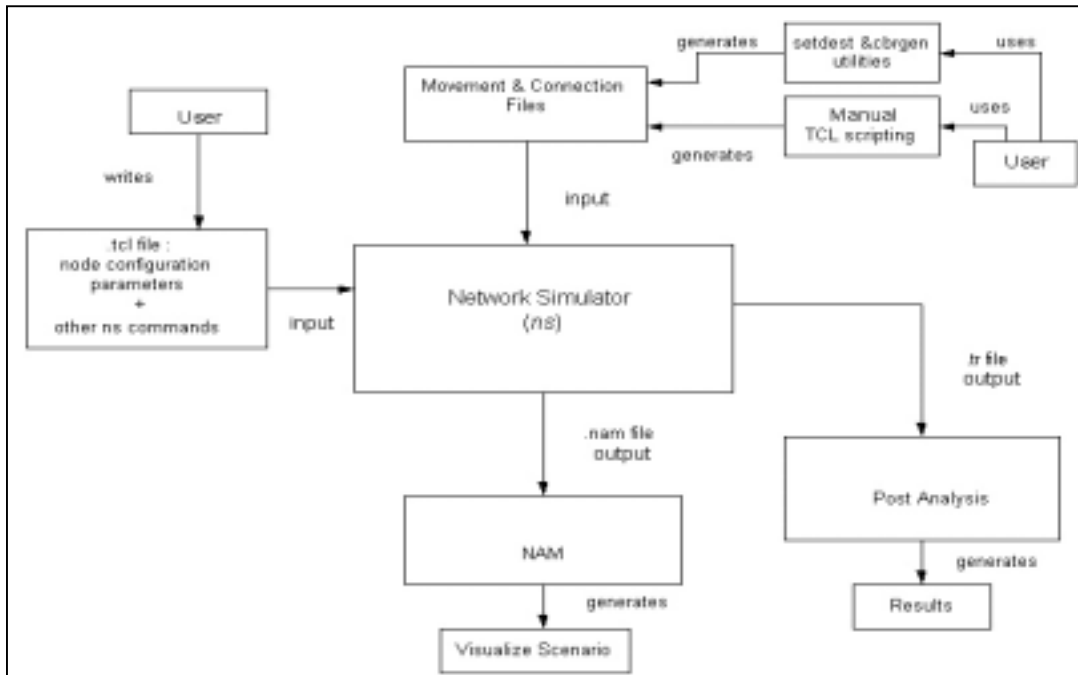 generates
setdest &cbrgen
utilities
uses
Movement & Connection
Files
User
Manual
TCL scripting
uses
generates
User
writes
input
.tcl file :
node configuration
parameters
+
other ns commands
input
Network Simulator
(ns)
.tr file
output
.nam file
output
Post Analysis
NAM
generates
generates
Results
Visualize Scenario